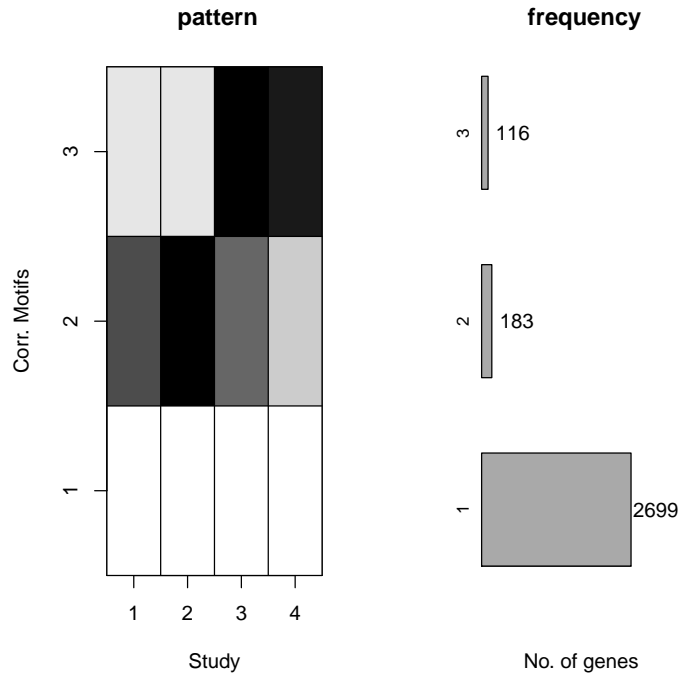 pattern
frequency
Corr. Motifs
3
2
1
1 2 3 4
Study
3
116
2
183
1
2699
No. of genes